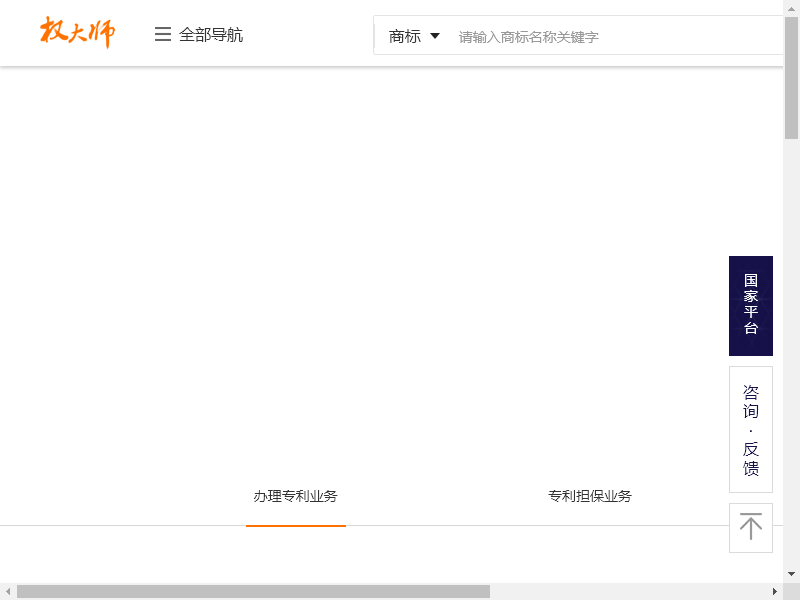 权大师
全部导航
商标
请输入商标名称关键字
国家平台
咨询·反馈
办理专利业务
专利担保业务